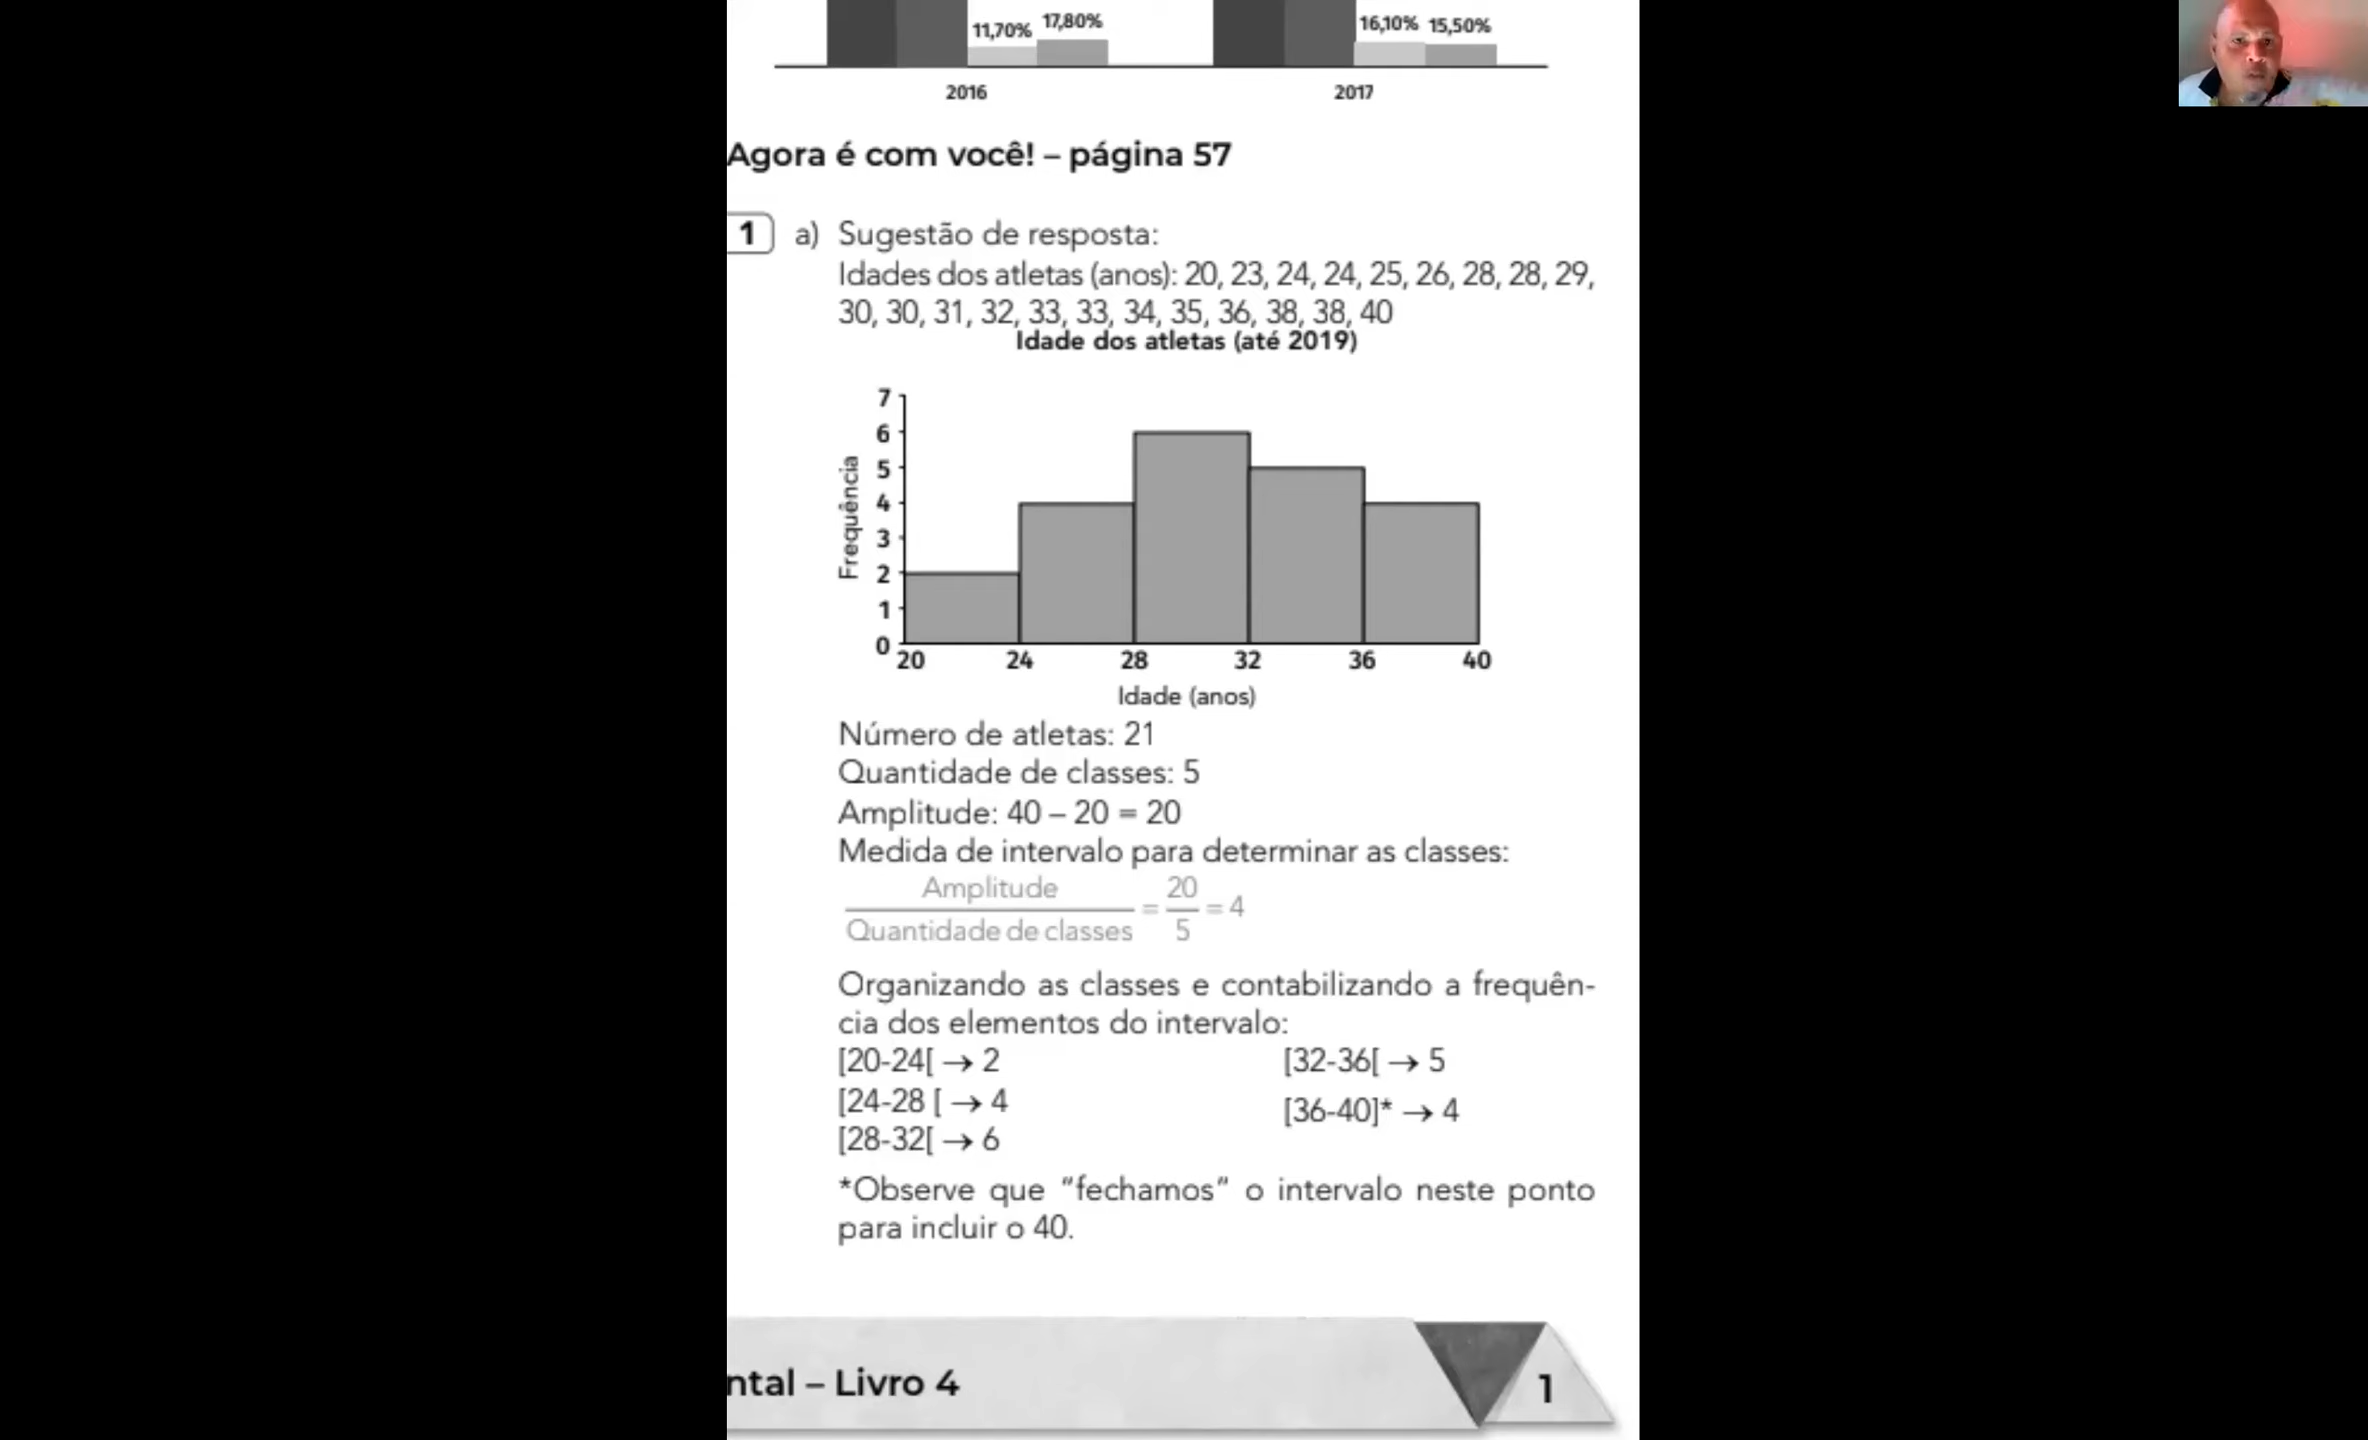 11,70% 17,80% 16,10% 15,50%
2016 2017
Agora é com você! – página 57
1 a) Sugestão de resposta:
Idades dos atletas (anos): 20, 23, 24, 24, 25, 26, 28, 28, 29,
30, 30, 31, 32, 33, 33, 34, 35, 36, 38, 38, 40
Idade dos atletas (até 2019)
Frequência
7
6
5
4
3
2
1
0
20 24 28 32 36 40
Idade (anos)
Número de atletas: 21
Quantidade de classes: 5
Amplitude: 40 – 20 = 20
Medida de intervalo para determinar as classes:
Amplitude / Quantidade de classes = 20 / 5 = 4
Organizando as classes e contabilizando a frequên-
cia dos elementos do intervalo:
[20-24[ → 2
[24-28 [ → 4
[28-32[ → 6
[32-36[ → 5
[36-40]* → 4
*Observe que “fechamos” o intervalo neste ponto
para incluir o 40.
ntal – Livro 4
1